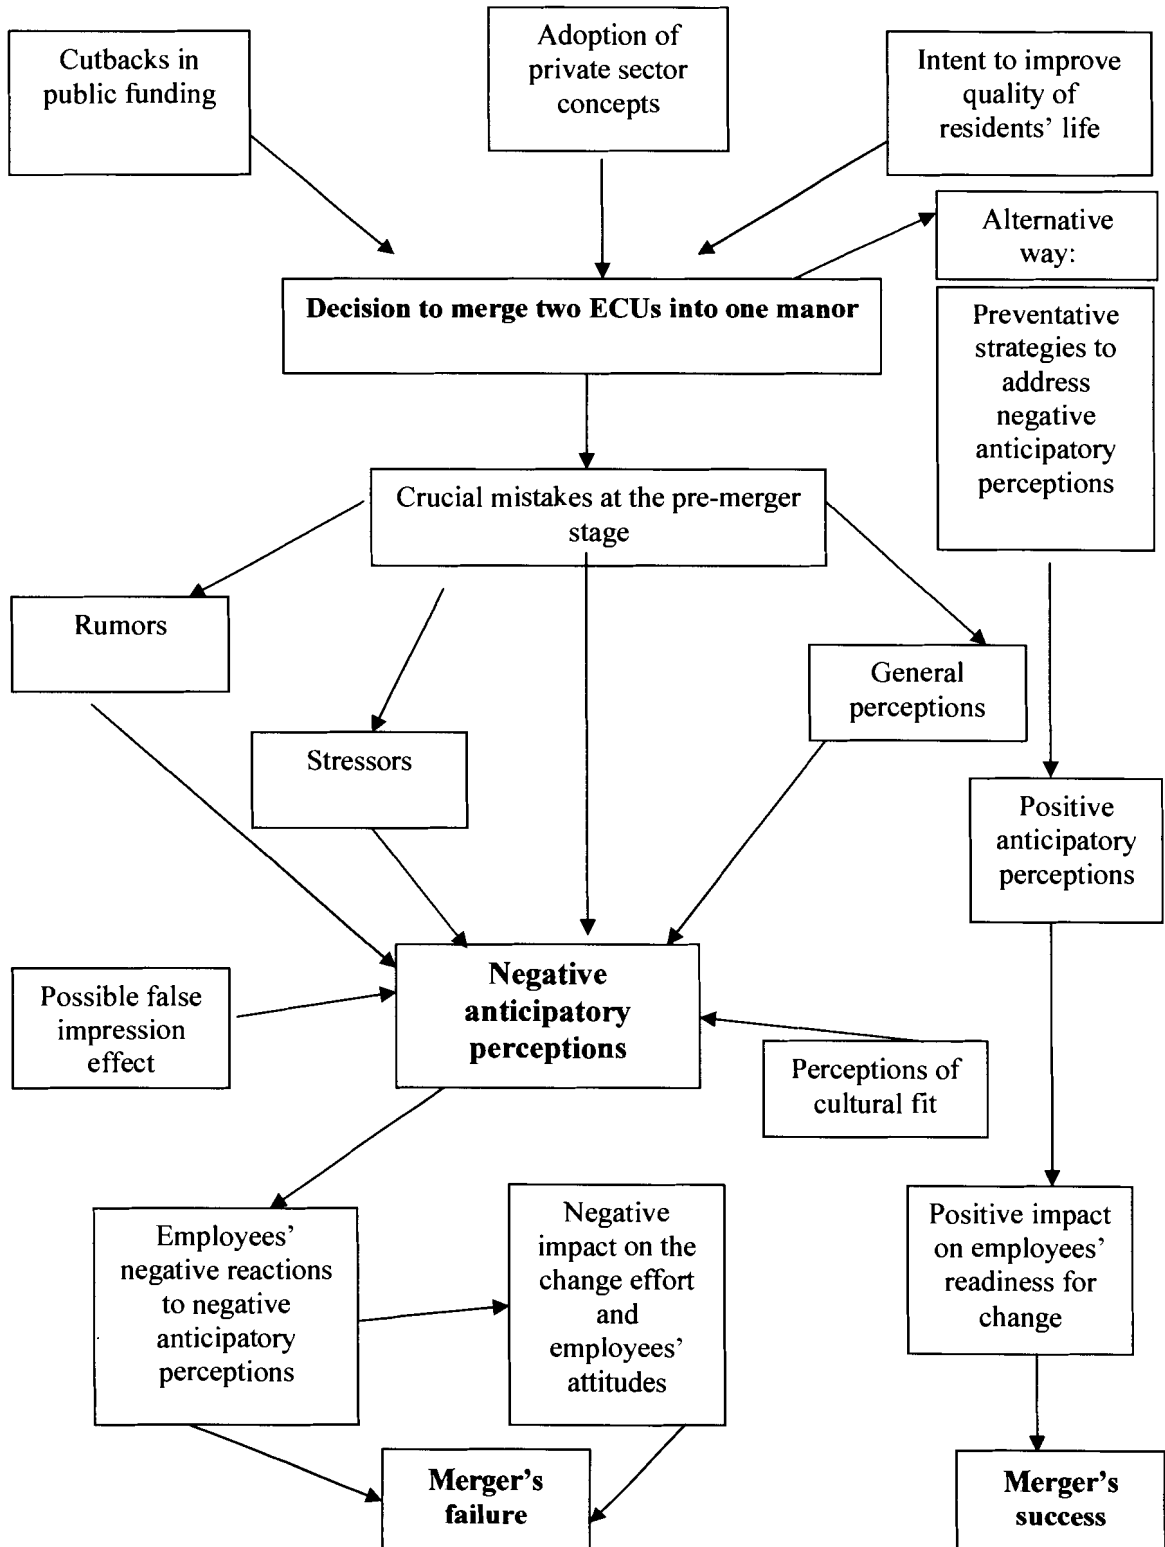 Cutbacks in
public funding
Adoption of
private sector
concepts
Intent to improve
quality of
residents’ life
Alternative
way:
Decision to merge two ECUs into one manor
Preventative
strategies to
address
negative
anticipatory
perceptions
Crucial mistakes at the pre-merger
stage
Rumors
General
perceptions
Stressors
Positive
anticipatory
perceptions
Negative
anticipatory
perceptions
Possible false
impression
effect
Perceptions of
cultural fit
Employees’
negative reactions
to negative
anticipatory
perceptions
Negative
impact on the
change effort
and
employees’
attitudes
Positive impact
on employees’
readiness for
change
Merger’s
failure
Merger’s
success